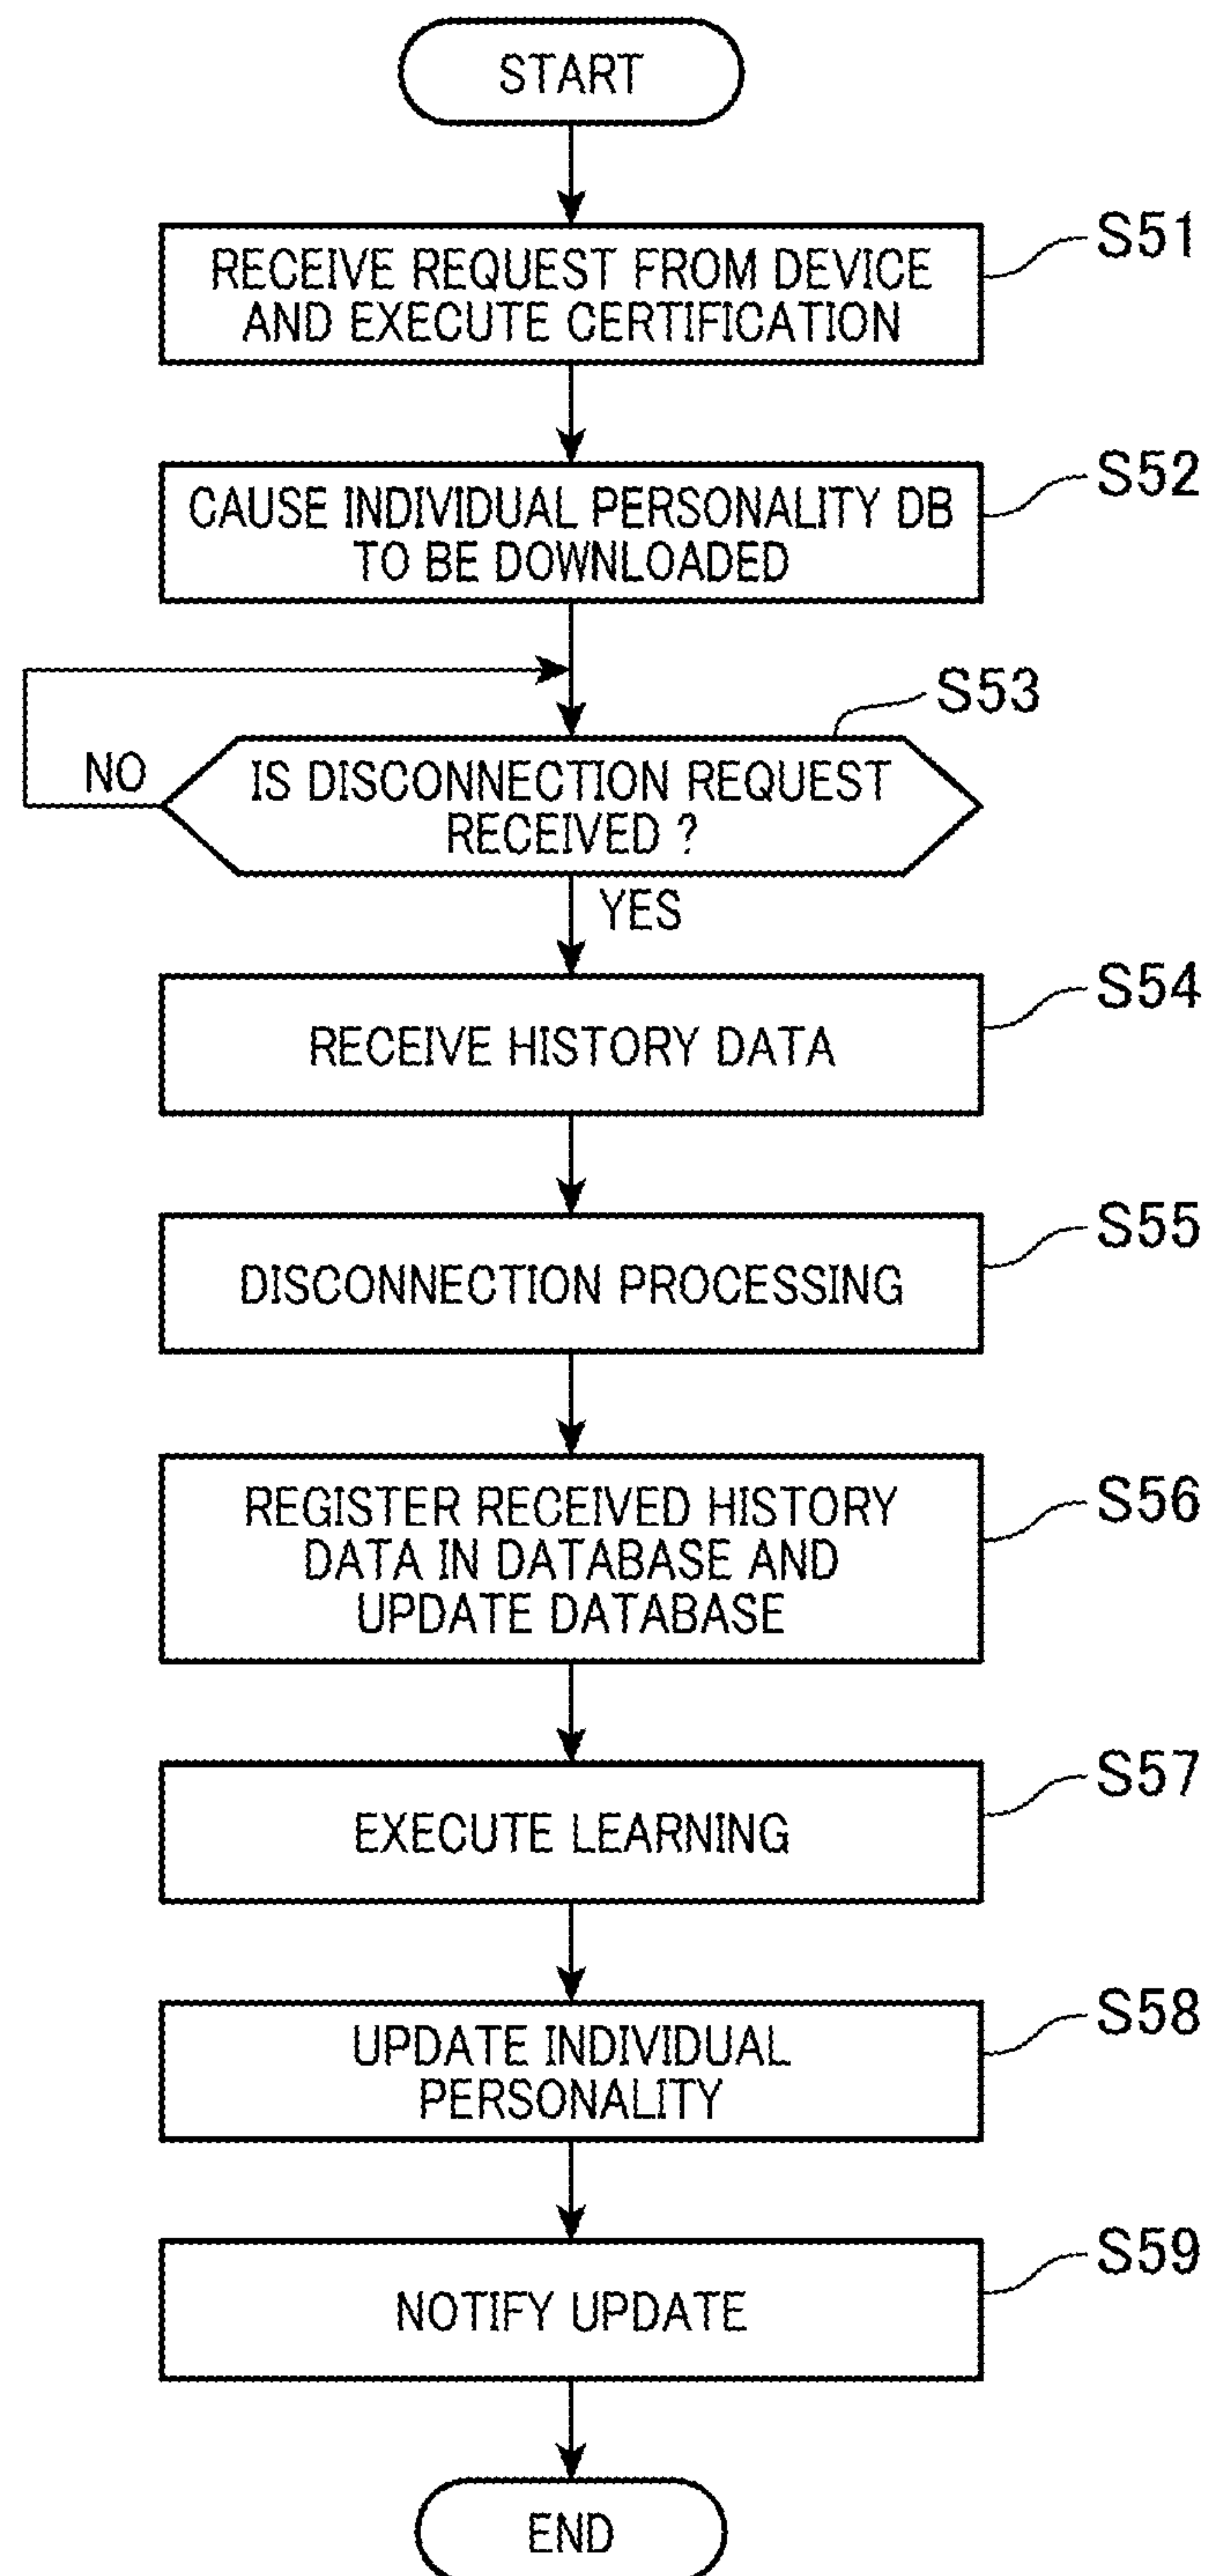 START
S51
RECEIVE REQUEST FROM DEVICE
AND EXECUTE CERTIFICATION
S52
CAUSE INDIVIDUAL PERSONALITY DB
TO BE DOWNLOADED
S53
NO
IS DISCONNECTION REQUEST
RECEIVED ?
YES
S54
RECEIVE HISTORY DATA
S55
DISCONNECTION PROCESSING
S56
REGISTER RECEIVED HISTORY
DATA IN DATABASE AND
UPDATE DATABASE
S57
EXECUTE LEARNING
S58
UPDATE INDIVIDUAL
PERSONALITY
S59
NOTIFY UPDATE
END